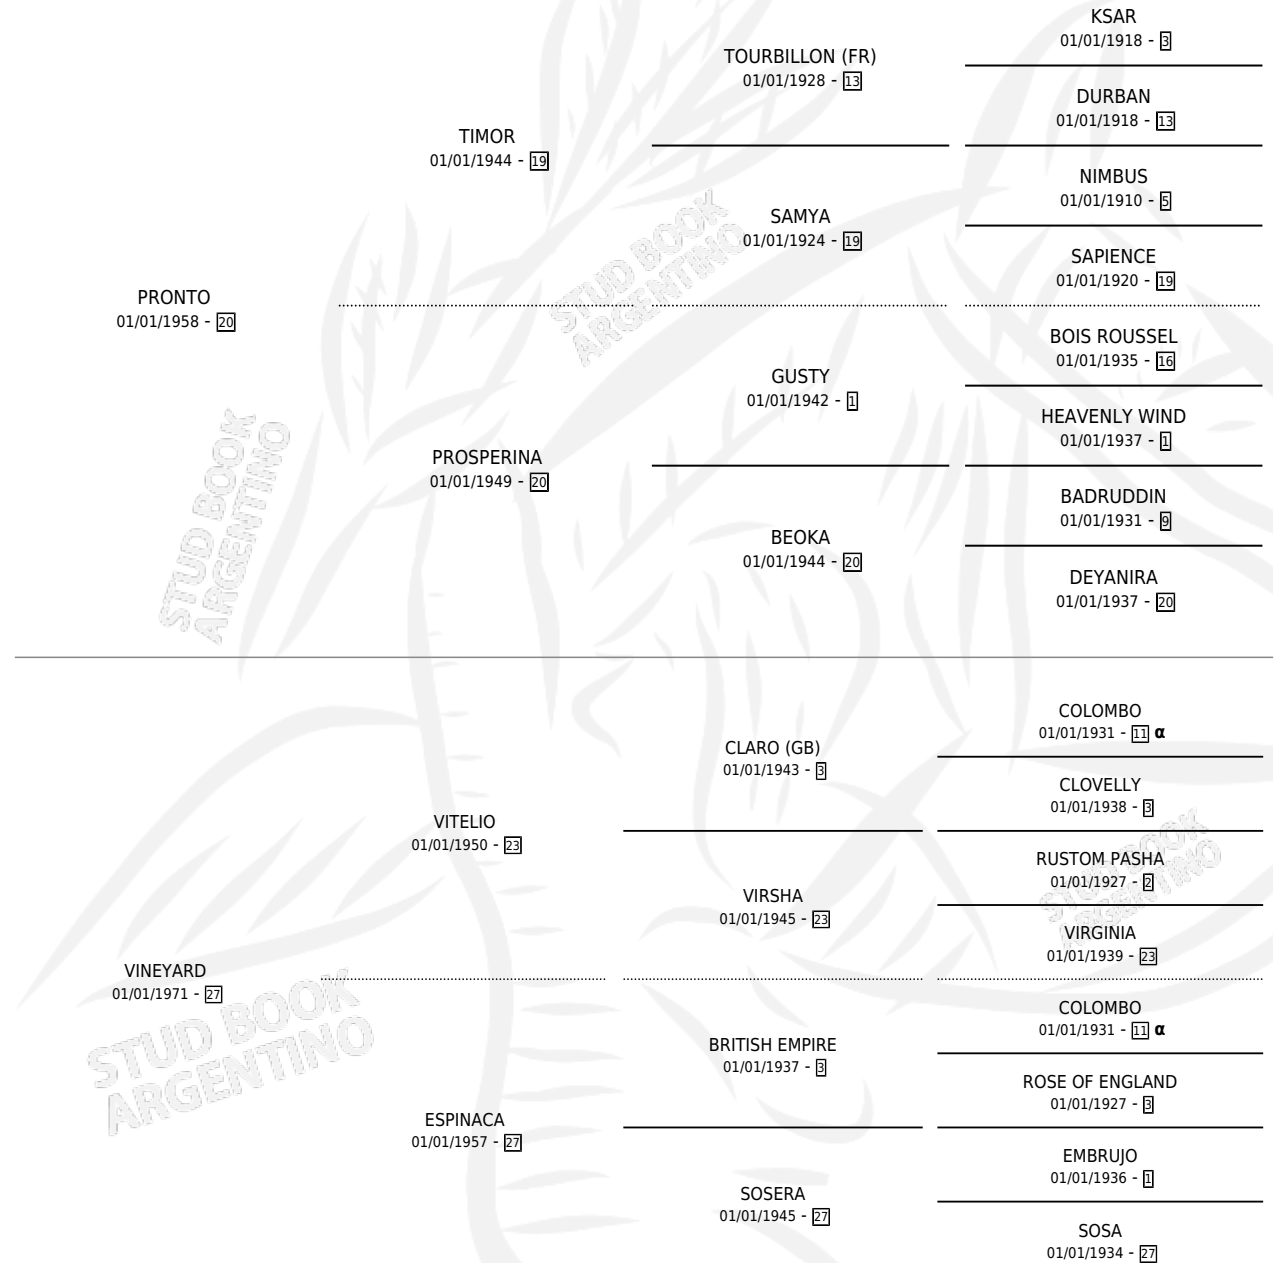 KSAR
01/01/1918 - 3
TOURBILLON (FR)
01/01/1928 - 13
DURBAN
01/01/1918 - 13
TIMOR
01/01/1944 - 19
NIMBUS
01/01/1910 - 5
SAMYA
01/01/1924 - 19
SAPIENCE
01/01/1920 - 19
PRONTO
01/01/1958 - 20
BOIS ROUSSEL
01/01/1935 - 16
GUSTY
01/01/1942 - 1
HEAVENLY WIND
01/01/1937 - 1
PROSPERINA
01/01/1949 - 20
BADRUDDIN
01/01/1931 - 9
BEOKA
01/01/1944 - 20
DEYANIRA
01/01/1937 - 20
COLOMBO
01/01/1931 - 11 α
CLARO (GB)
01/01/1943 - 3
CLOVELLY
01/01/1938 - 3
VITELIO
01/01/1950 - 23
RUSTOM PASHA
01/01/1927 - 2
VIRSHA
01/01/1945 - 23
VIRGINIA
01/01/1939 - 23
VINEYARD
01/01/1971 - 27
COLOMBO
01/01/1931 - 11 α
BRITISH EMPIRE
01/01/1937 - 3
ROSE OF ENGLAND
01/01/1927 - 3
ESPINACA
01/01/1957 - 27
EMBRUJO
01/01/1936 - 1
SOSERA
01/01/1945 - 27
SOSA
01/01/1934 - 27
STUD BOOK
ARGENTINO
STUD BOOK
ARGENTINO
STUD BOOK
ARGENTINO
STUD BOOK
ARGENTINO